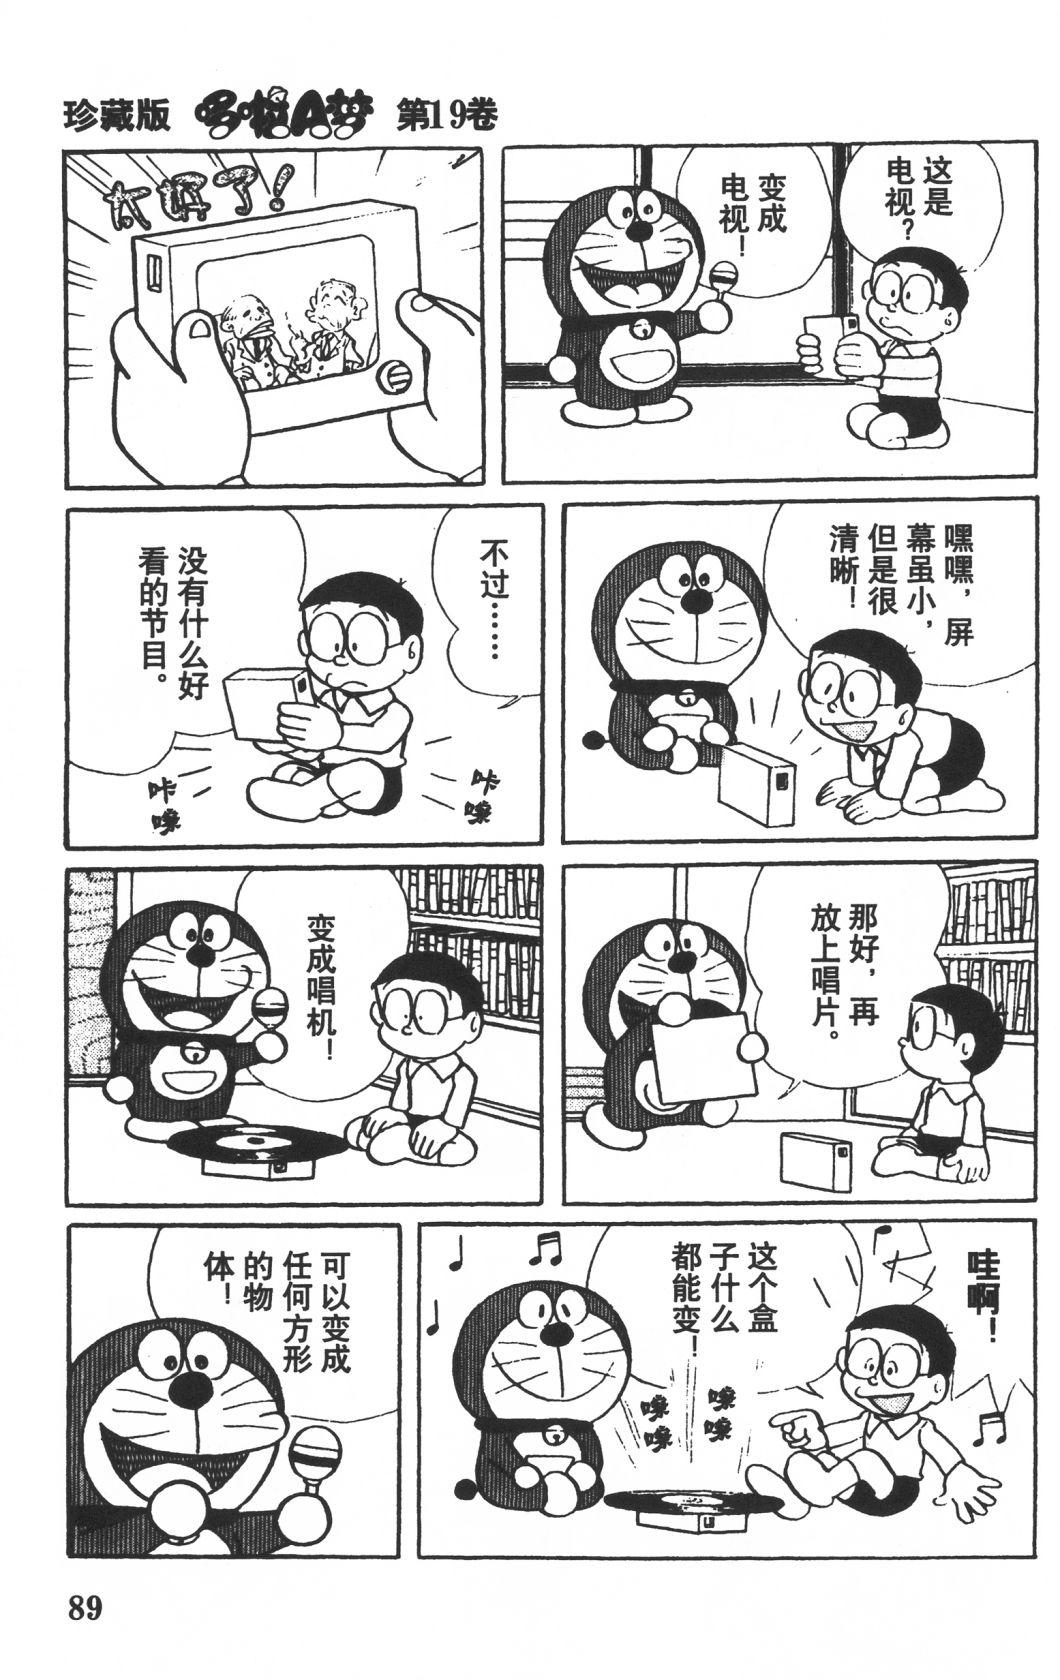 珍藏版 哆啦A梦 第19卷
这是
电视？
变成
电视！
太好了！
嘿嘿，屏
幕虽小，
但是很
清晰！
不过……
没有什么好
看的节目。
咔
嚓
咔
嚓
那好，再
放上唱片。
变成唱机！
哇啊！
这个盒
子什么
都能变！
嚓
嚓
嚓
嚓
可以变成
任何方形
的物
体！
89